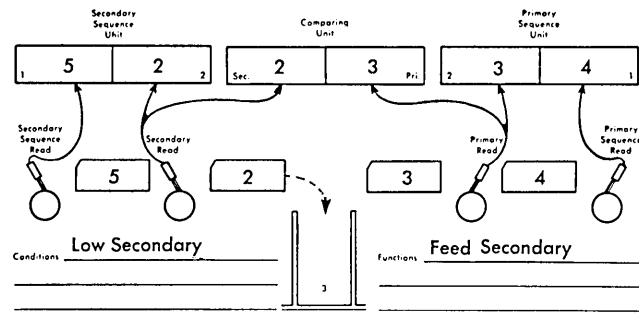 Secondary
Sequence
Unit
Comparing
Unit
Primary
Sequence
Unit
1 5 2 2
Sec. 2 3 Pri.
2 3 4 1
Secondary
Sequence
Read
Secondary
Read
Primary
Read
Primary
Sequence
Read
5 2 3 4
Conditions Low Secondary
Functions Feed Secondary
3